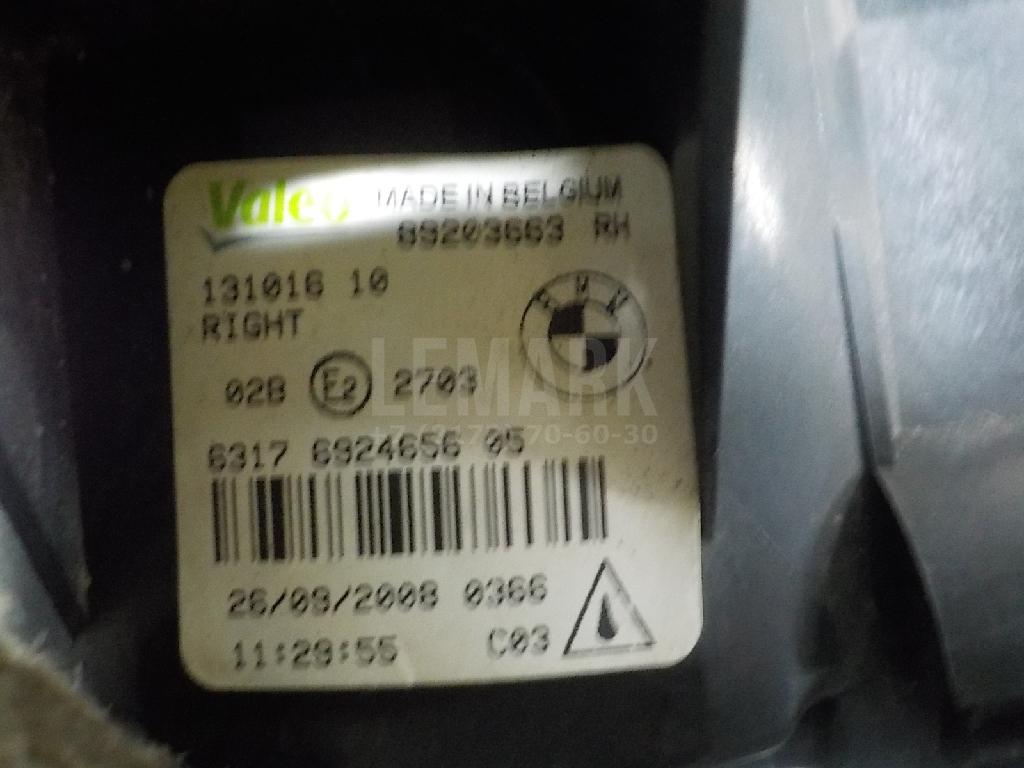 Valeo MADE IN BELGIUM
89203663 RH
131016 10
RIGHT
BMW
02B E2 2703
LEMARK
6317 6924656 05
26/09/2008 0366
11:29:55 C03